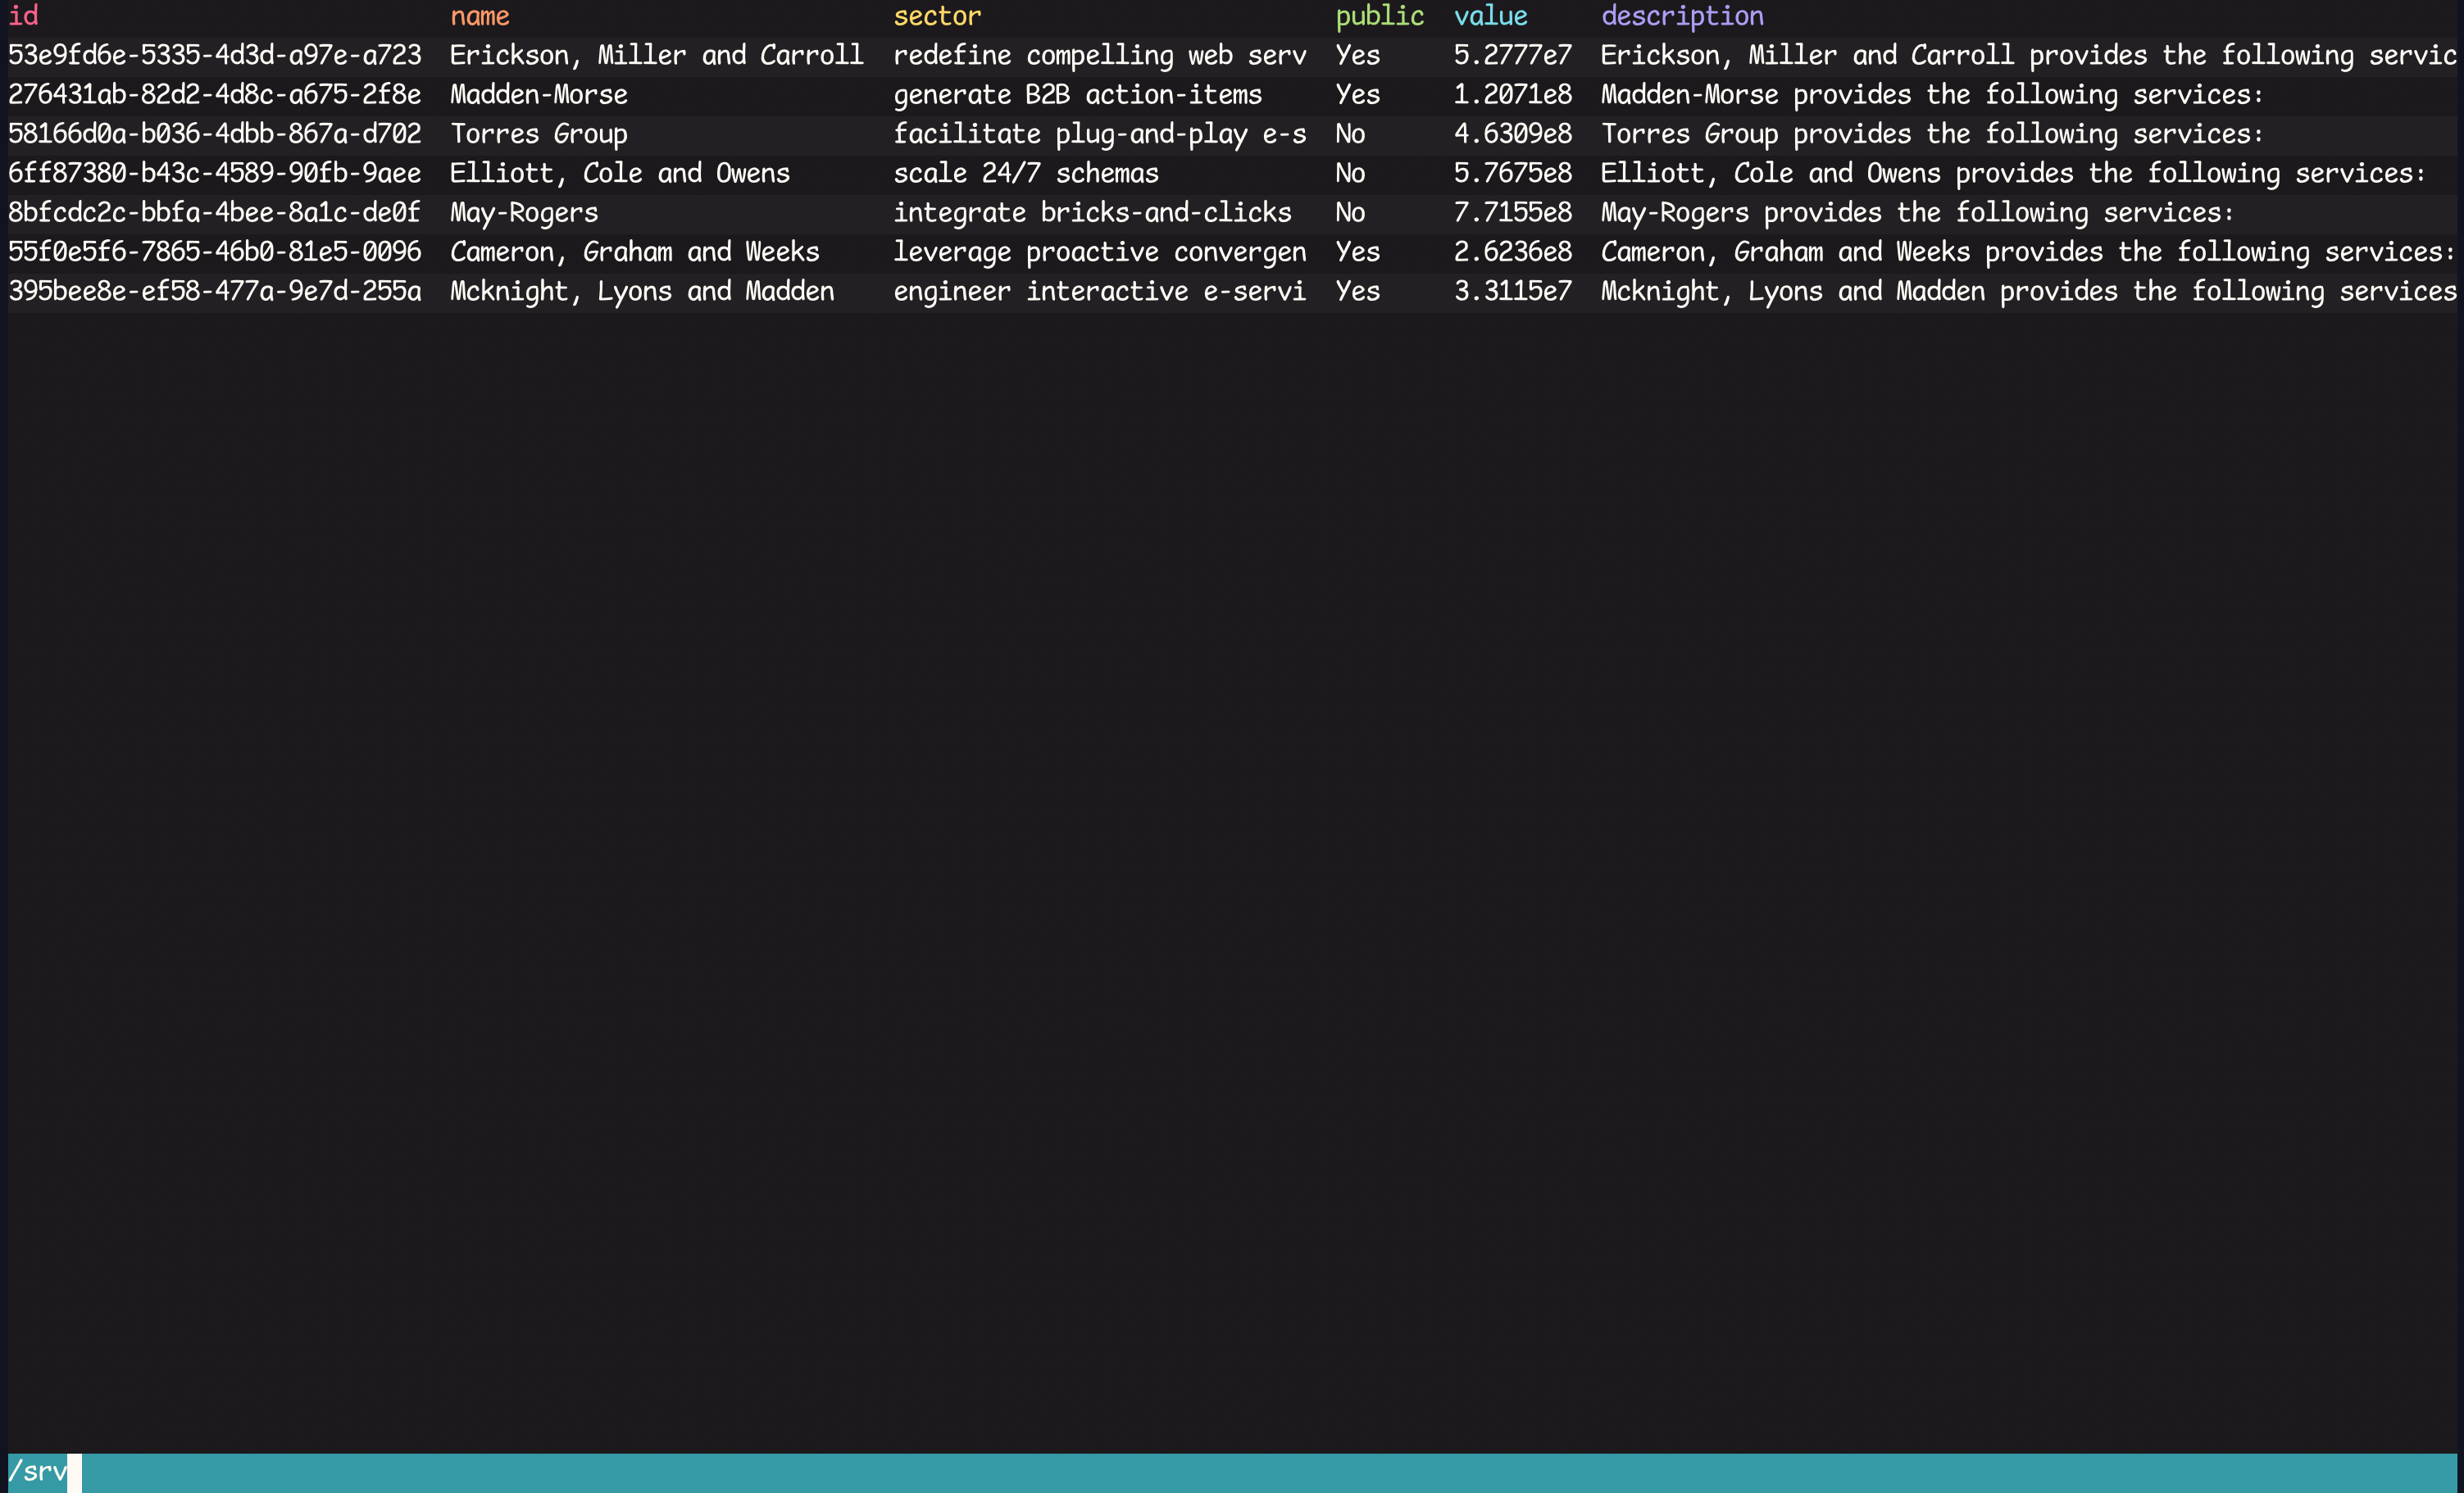 id name sector public value description
53e9fd6e-5335-4d3d-a97e-a723 Erickson, Miller and Carroll redefine compelling web serv Yes 5.2777e7 Erickson, Miller and Carroll provides the following servic
276431ab-82d2-4d8c-a675-2f8e Madden-Morse generate B2B action-items Yes 1.2071e8 Madden-Morse provides the following services:
58166d0a-b036-4dbb-867a-d702 Torres Group facilitate plug-and-play e-s No 4.6309e8 Torres Group provides the following services:
6ff87380-b43c-4589-90fb-9aee Elliott, Cole and Owens scale 24/7 schemas No 5.7675e8 Elliott, Cole and Owens provides the following services:
8bfcdc2c-bbfa-4bee-8a1c-de0f May-Rogers integrate bricks-and-clicks No 7.7155e8 May-Rogers provides the following services:
55f0e5f6-7865-46b0-81e5-0096 Cameron, Graham and Weeks leverage proactive convergen Yes 2.6236e8 Cameron, Graham and Weeks provides the following services:
395bee8e-ef58-477a-9e7d-255a Mcknight, Lyons and Madden engineer interactive e-servi Yes 3.3115e7 Mcknight, Lyons and Madden provides the following services
/srv